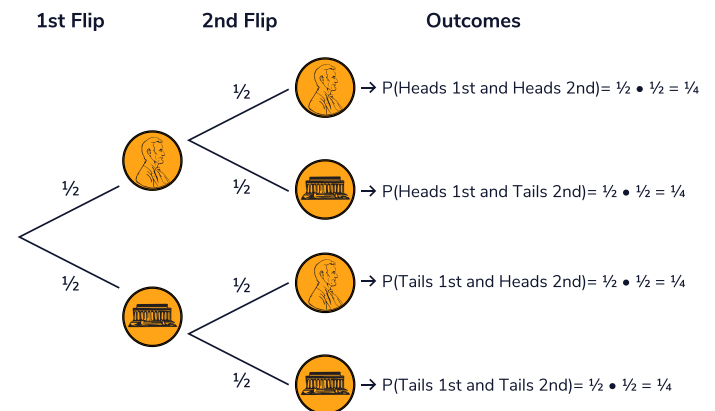 1st Flip
2nd Flip
Outcomes
½
P(Heads 1st and Heads 2nd)= ½ • ½ = ¼
½
½
P(Heads 1st and Tails 2nd)= ½ • ½ = ¼
½
½
P(Tails 1st and Heads 2nd)= ½ • ½ = ¼
½
P(Tails 1st and Tails 2nd)= ½ • ½ = ¼